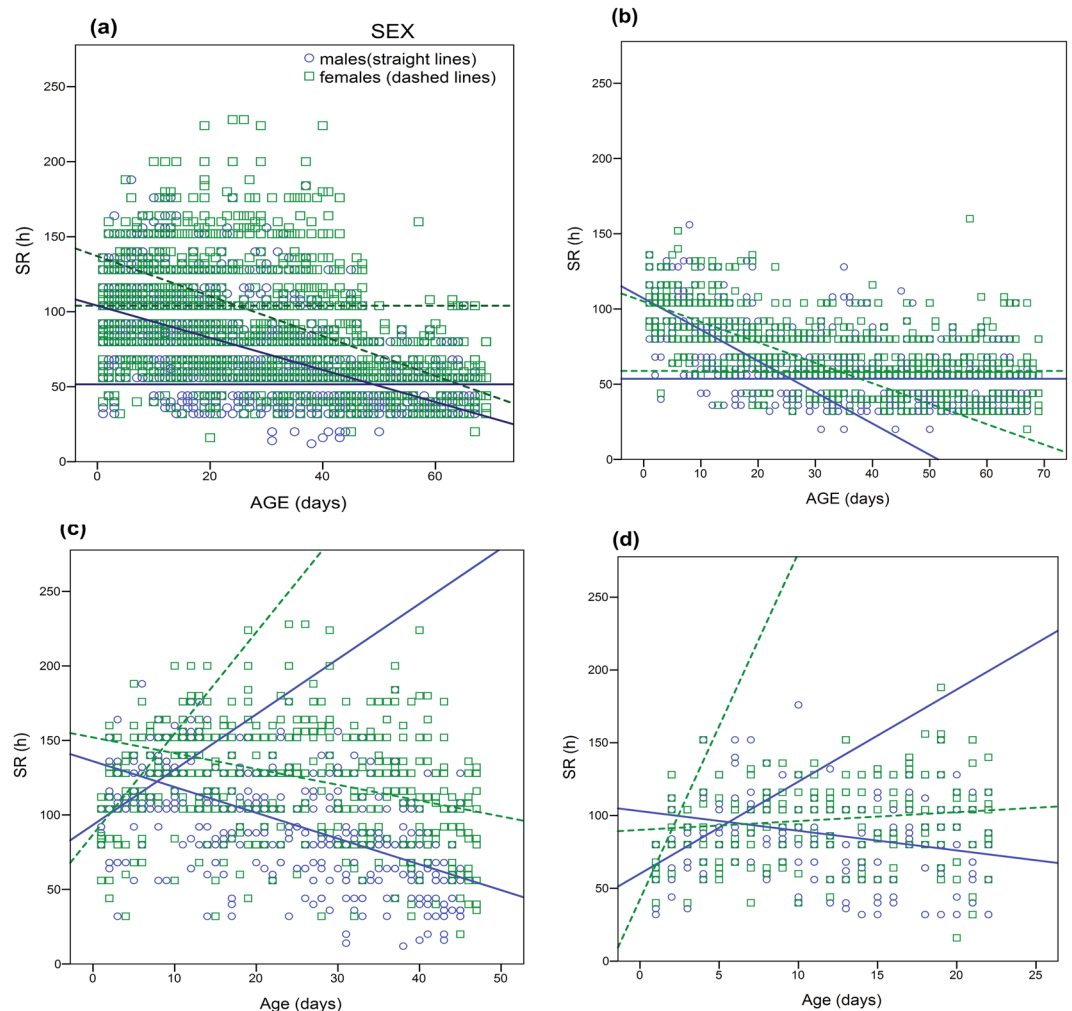 (a)
SEX
males(straight lines)
females (dashed lines)
250
200
150
100
50
0
SR (h)
0 20 40 60
AGE (days)
(b)
250
200
150
100
50
0
SR (h)
0 10 20 30 40 50 60 70
AGE (days)
(c)
250
200
150
100
50
0
SR (h)
0 10 20 30 40 50
Age (days)
(d)
250
200
150
100
50
0
SR (h)
0 5 10 15 20 25
Age (days)